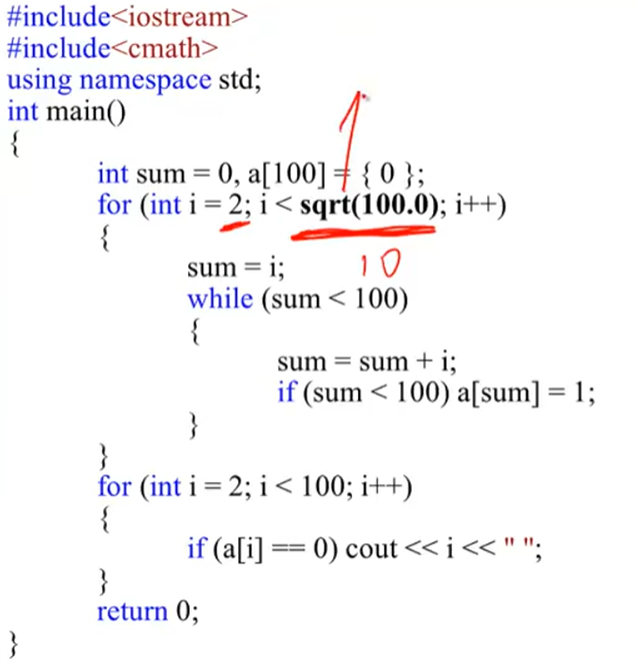 #include<iostream>
#include<cmath>
using namespace std;
int main()
{
int sum = 0, a[100] = { 0 };
for (int i = 2; i < sqrt(100.0); i++)
{
sum = i; 10
while (sum < 100)
{
sum = sum + i;
if (sum < 100) a[sum] = 1;
}
}
for (int i = 2; i < 100; i++)
{
if (a[i] == 0) cout << i << " ";
}
return 0;
}